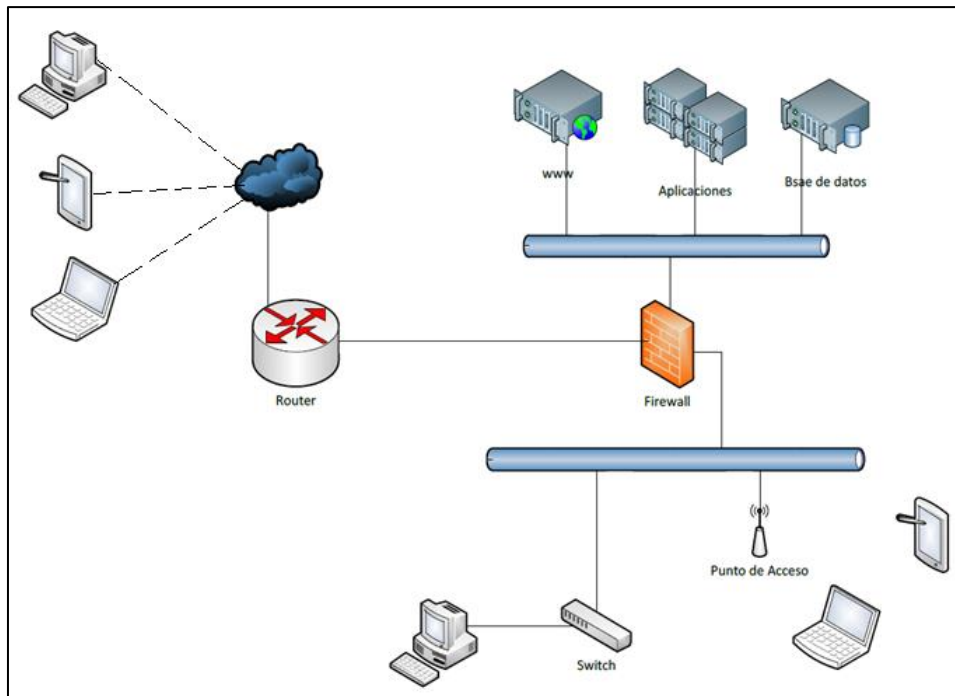 www
Aplicaciones
Bsae de datos
Router
Firewall
Punto de Acceso
Switch